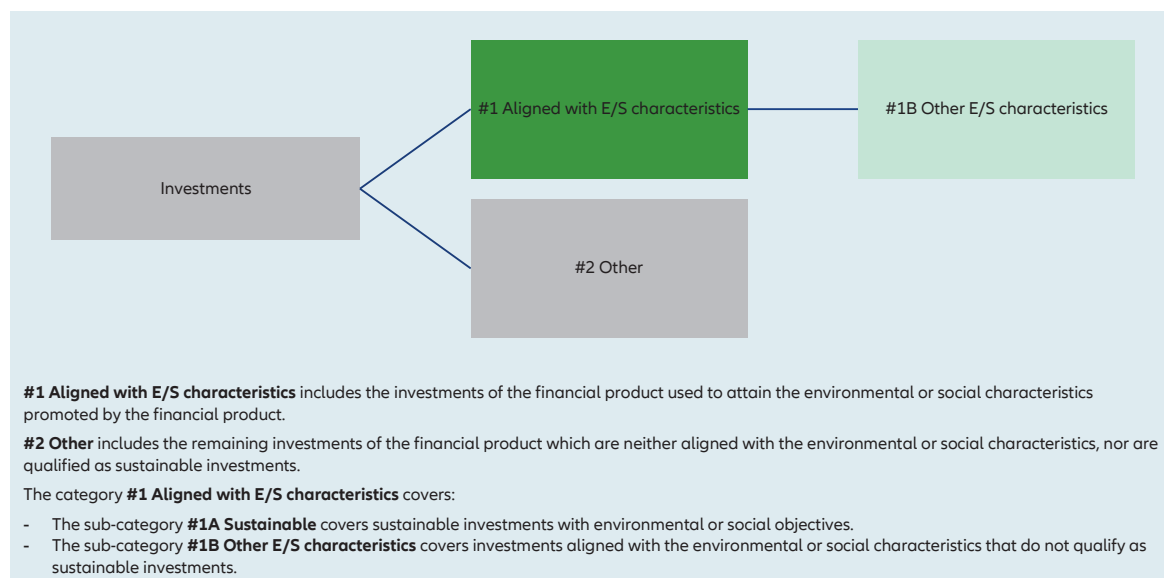 #1 Aligned with E/S characteristics
#1B Other E/S characteristics
Investments
#2 Other
#1 Aligned with E/S characteristics includes the investments of the financial product used to attain the environmental or social characteristics
promoted by the financial product.
#2 Other includes the remaining investments of the financial product which are neither aligned with the environmental or social characteristics, nor are
qualified as sustainable investments.
The category #1 Aligned with E/S characteristics covers:
- The sub-category #1A Sustainable covers sustainable investments with environmental or social objectives.
- The sub-category #1B Other E/S characteristics covers investments aligned with the environmental or social characteristics that do not qualify as
sustainable investments.